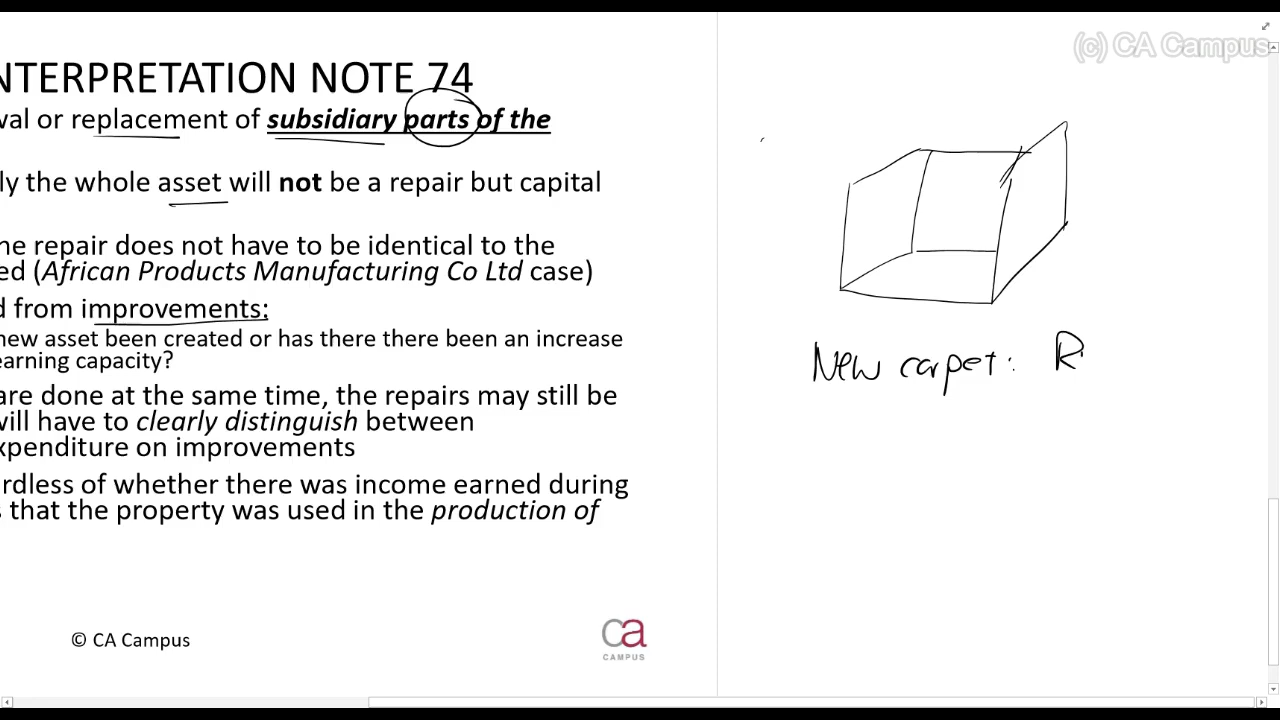 (c) CA Campus
NTERPRETATION NOTE 74
val or replacement of subsidiary parts of the
ly the whole asset will not be a repair but capital
he repair does not have to be identical to the
ed (African Products Manufacturing Co Ltd case)
d from improvements:
new asset been created or has there there been an increase
earning capacity?
are done at the same time, the repairs may still be
will have to clearly distinguish between
xpenditure on improvements
rdless of whether there was income earned during
s that the property was used in the production of
New carpet: R
© CA Campus
ca
CAMPUS